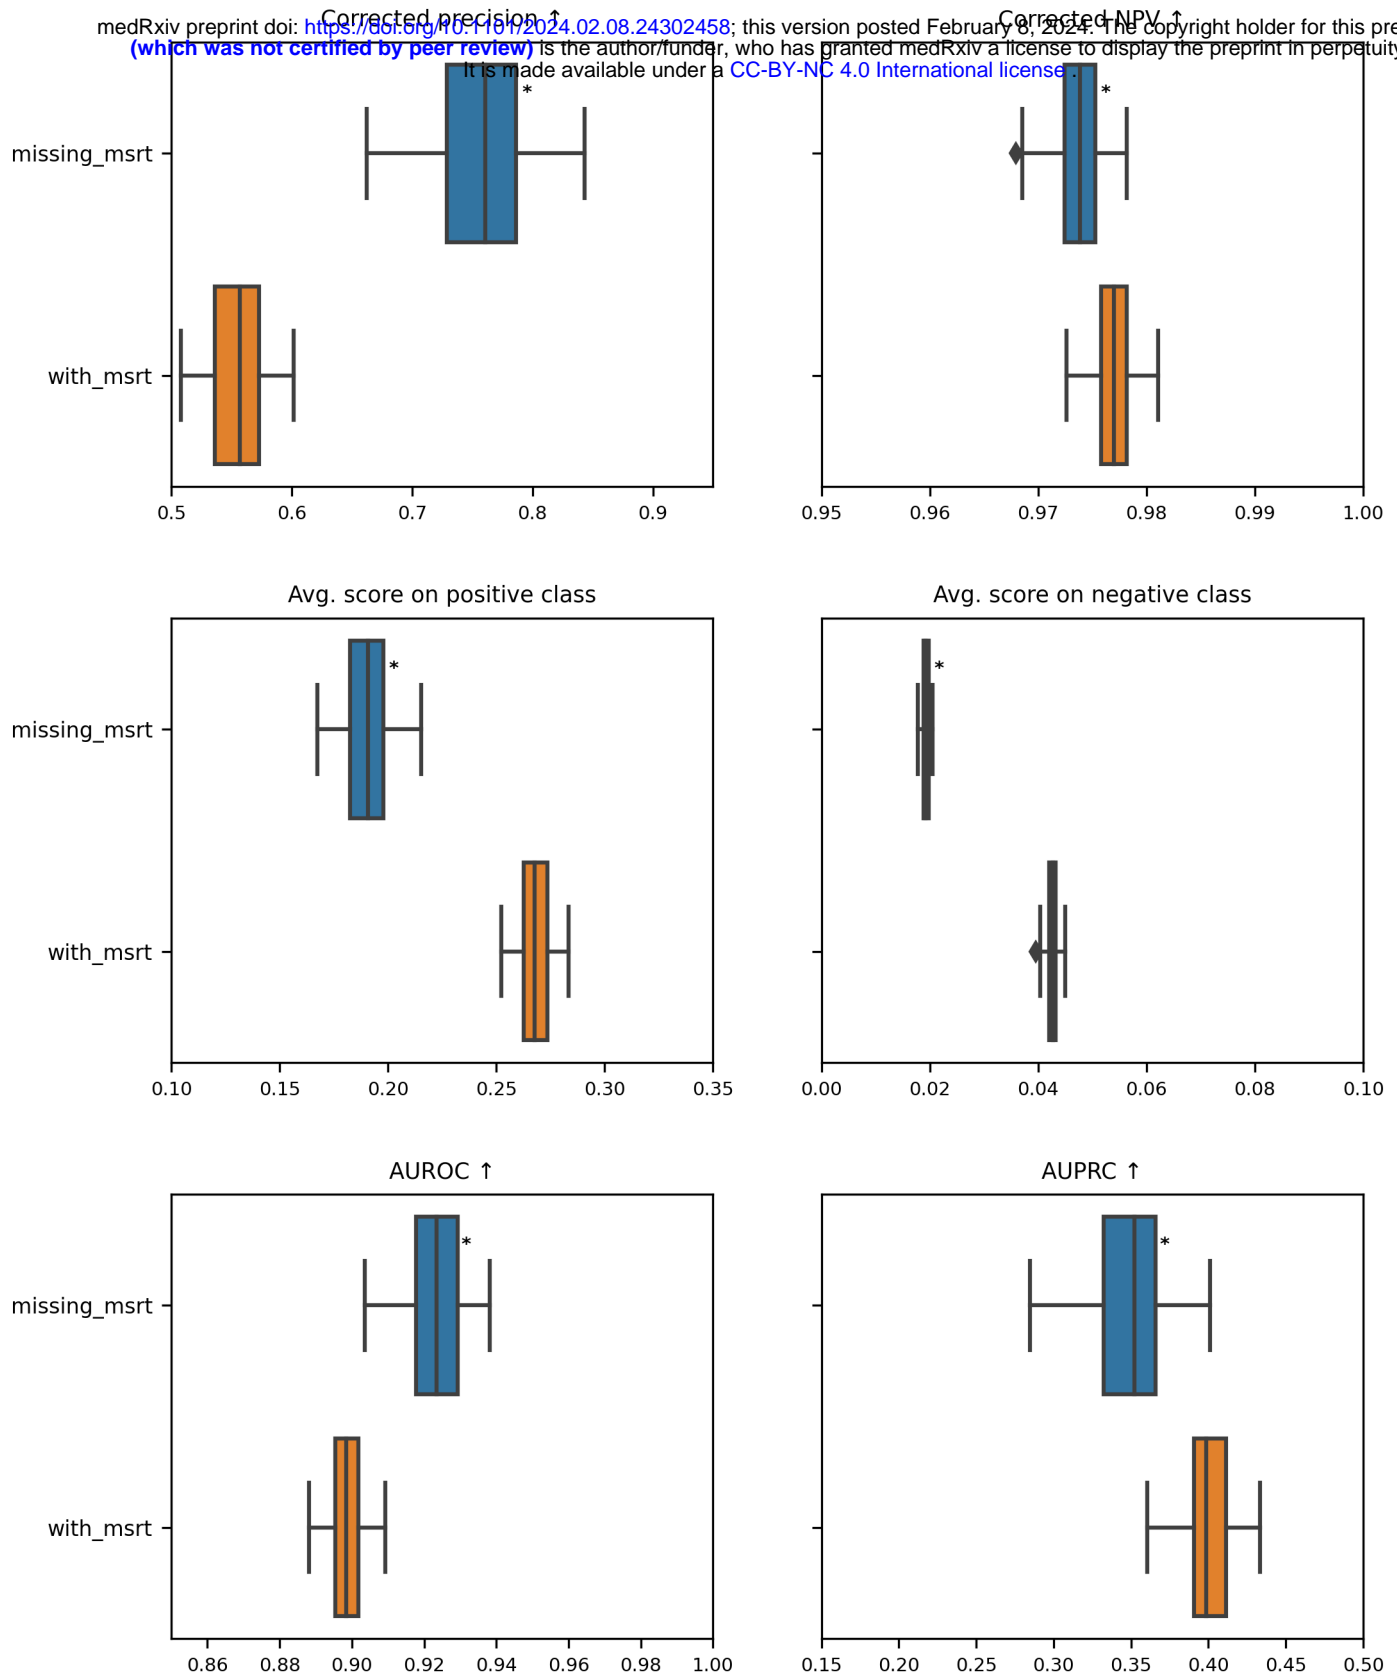 Corrected precision ↑
Corrected NPV ↑
medRxiv preprint doi: https://doi.org/10.1101/2024.02.08.24302458; this version posted February 8, 2024. The copyright holder for this pre
(which was not certified by peer review) is the author/funder, who has granted medRxiv a license to display the preprint in perpetuity
It is made available under a CC-BY-NC 4.0 International license .
* *
missing_msrt
with_msrt
0.5 0.6 0.7 0.8 0.9
0.95 0.96 0.97 0.98 0.99 1.00
Avg. score on positive class
Avg. score on negative class
* *
missing_msrt
with_msrt
0.10 0.15 0.20 0.25 0.30 0.35
0.00 0.02 0.04 0.06 0.08 0.10
AUROC ↑
AUPRC ↑
* *
missing_msrt
with_msrt
0.86 0.88 0.90 0.92 0.94 0.96 0.98 1.00
0.15 0.20 0.25 0.30 0.35 0.40 0.45 0.50